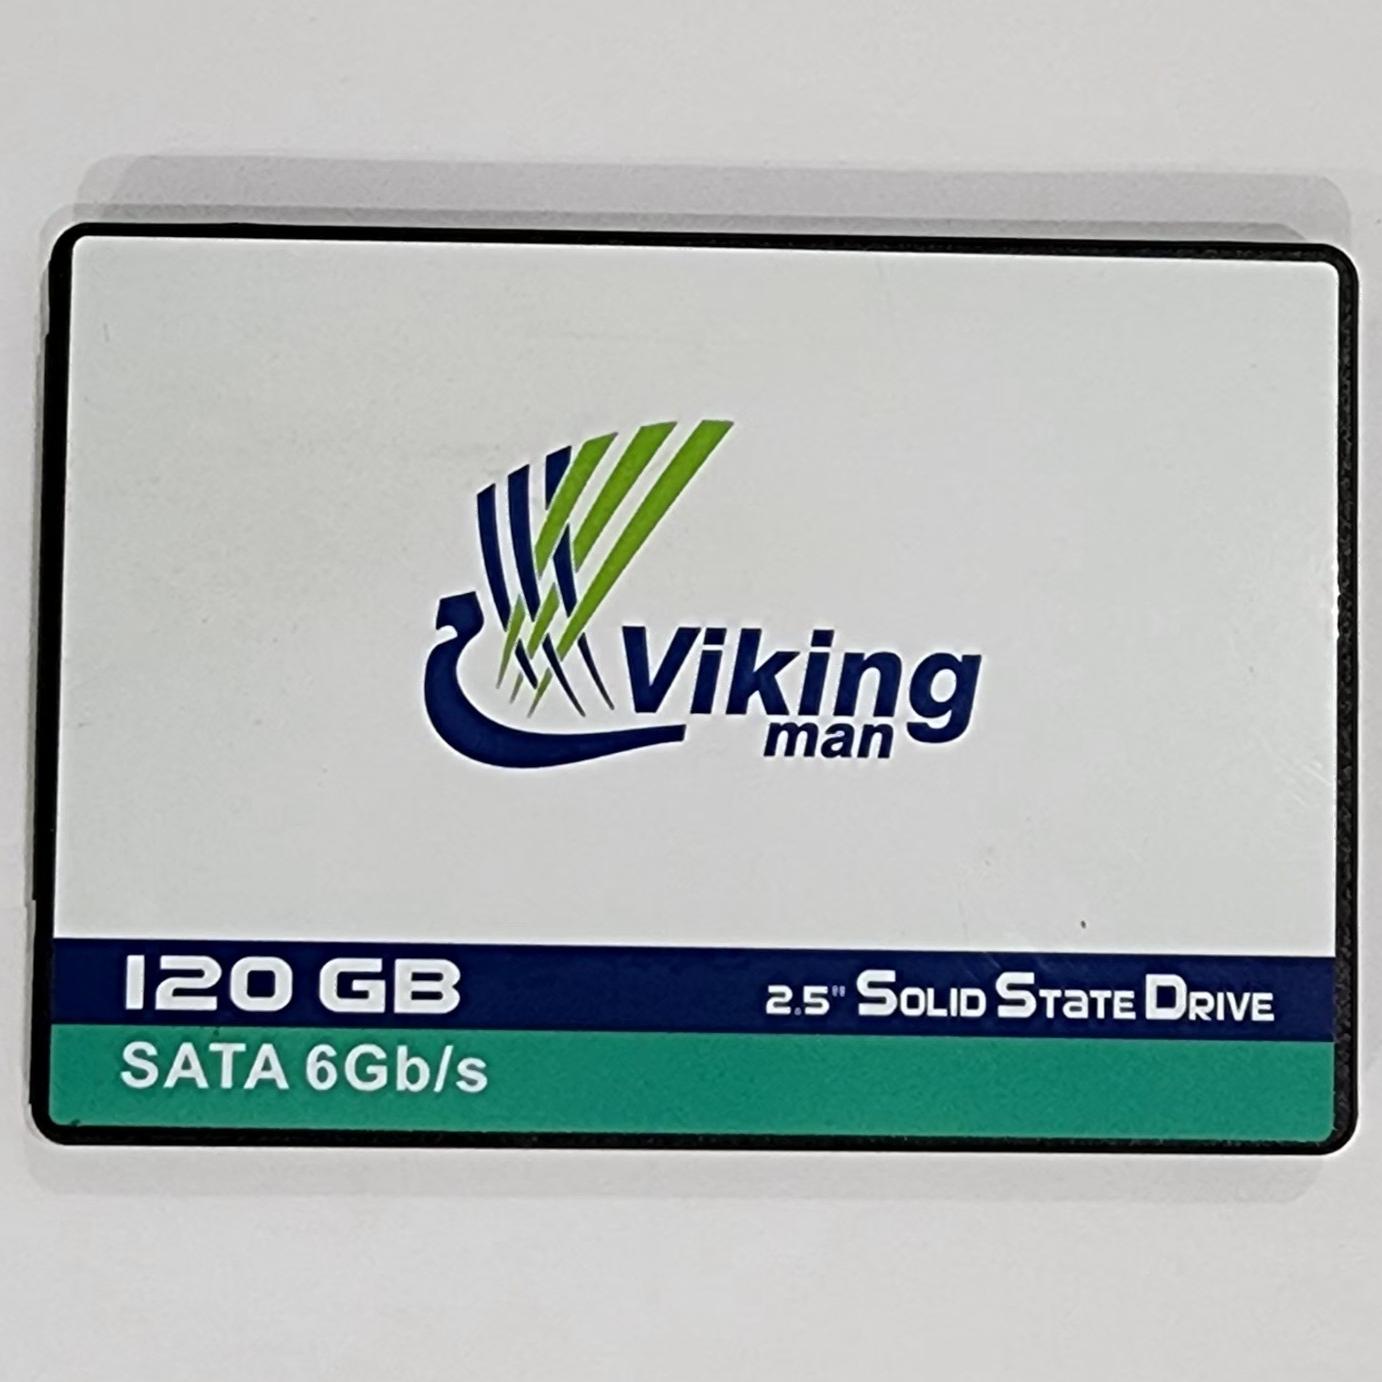 Viking
man
120 GB
2.5" SOLID STATE DRIVE
SATA 6Gb/s